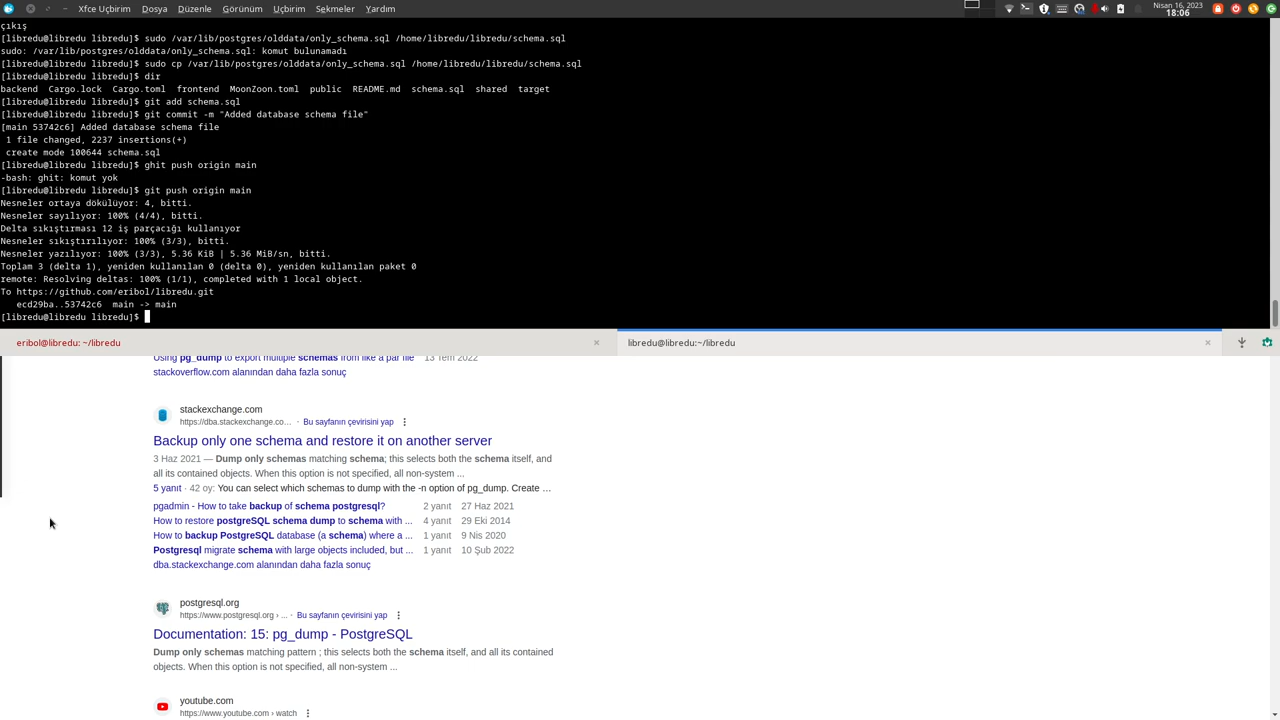 Xfce Uçbirim Dosya Düzenle Görünüm Uçbirim Sekmeler Yardım
Nisan 16, 2023
18:06
çıkış
[libredu@libredu libredu]$ sudo /var/lib/postgres/olddata/only_schema.sql /home/libredu/libredu/schema.sql
sudo: /var/lib/postgres/olddata/only_schema.sql: komut bulunamadı
[libredu@libredu libredu]$ sudo cp /var/lib/postgres/olddata/only_schema.sql /home/libredu/libredu/schema.sql
[libredu@libredu libredu]$ dir
backend Cargo.lock Cargo.toml frontend MoonZoon.toml public README.md schema.sql shared target
[libredu@libredu libredu]$ git add schema.sql
[libredu@libredu libredu]$ git commit -m "Added database schema file"
[main 53742c6] Added database schema file
1 file changed, 2237 insertions(+)
create mode 100644 schema.sql
[libredu@libredu libredu]$ ghit push origin main
-bash: ghit: komut yok
[libredu@libredu libredu]$ git push origin main
Nesneler ortaya dökülüyor: 4, bitti.
Nesneler sayılıyor: 100% (4/4), bitti.
Delta sıkıştırması 12 iş parçacığı kullanıyor
Nesneler sıkıştırılıyor: 100% (3/3), bitti.
Nesneler yazılıyor: 100% (3/3), 5.36 KiB | 5.36 MiB/sn, bitti.
Toplam 3 (delta 1), yeniden kullanılan 0 (delta 0), yeniden kullanılan paket 0
remote: Resolving deltas: 100% (1/1), completed with 1 local object.
To https://github.com/eribol/libredu.git
ecd29ba..53742c6 main -> main
[libredu@libredu libredu]$
eribol@libredu: ~/libredu
libredu@libredu:~/libredu
Using pg_dump to export multiple schemas from like a par file 13 Tem 2022
stackoverflow.com alanından daha fazla sonuç
stackexchange.com
https://dba.stackexchange.co... · Bu sayfanın çevirisini yap
Backup only one schema and restore it on another server
3 Haz 2021 — Dump only schemas matching schema; this selects both the schema itself, and
all its contained objects. When this option is not specified, all non-system ...
5 yanıt · 42 oy: You can select which schemas to dump with the -n option of pg_dump. Create ...
pgadmin - How to take backup of schema postgresql? 2 yanıt 27 Haz 2021
How to restore postgreSQL schema dump to schema with ... 4 yanıt 29 Eki 2014
How to backup PostgreSQL database (a schema) where a ... 1 yanıt 9 Nis 2020
Postgresql migrate schema with large objects included, but ... 1 yanıt 10 Şub 2022
dba.stackexchange.com alanından daha fazla sonuç
postgresql.org
https://www.postgresql.org › ... · Bu sayfanın çevirisini yap
Documentation: 15: pg_dump - PostgreSQL
Dump only schemas matching pattern ; this selects both the schema itself, and all its contained
objects. When this option is not specified, all non-system ...
youtube.com
https://www.youtube.com › watch